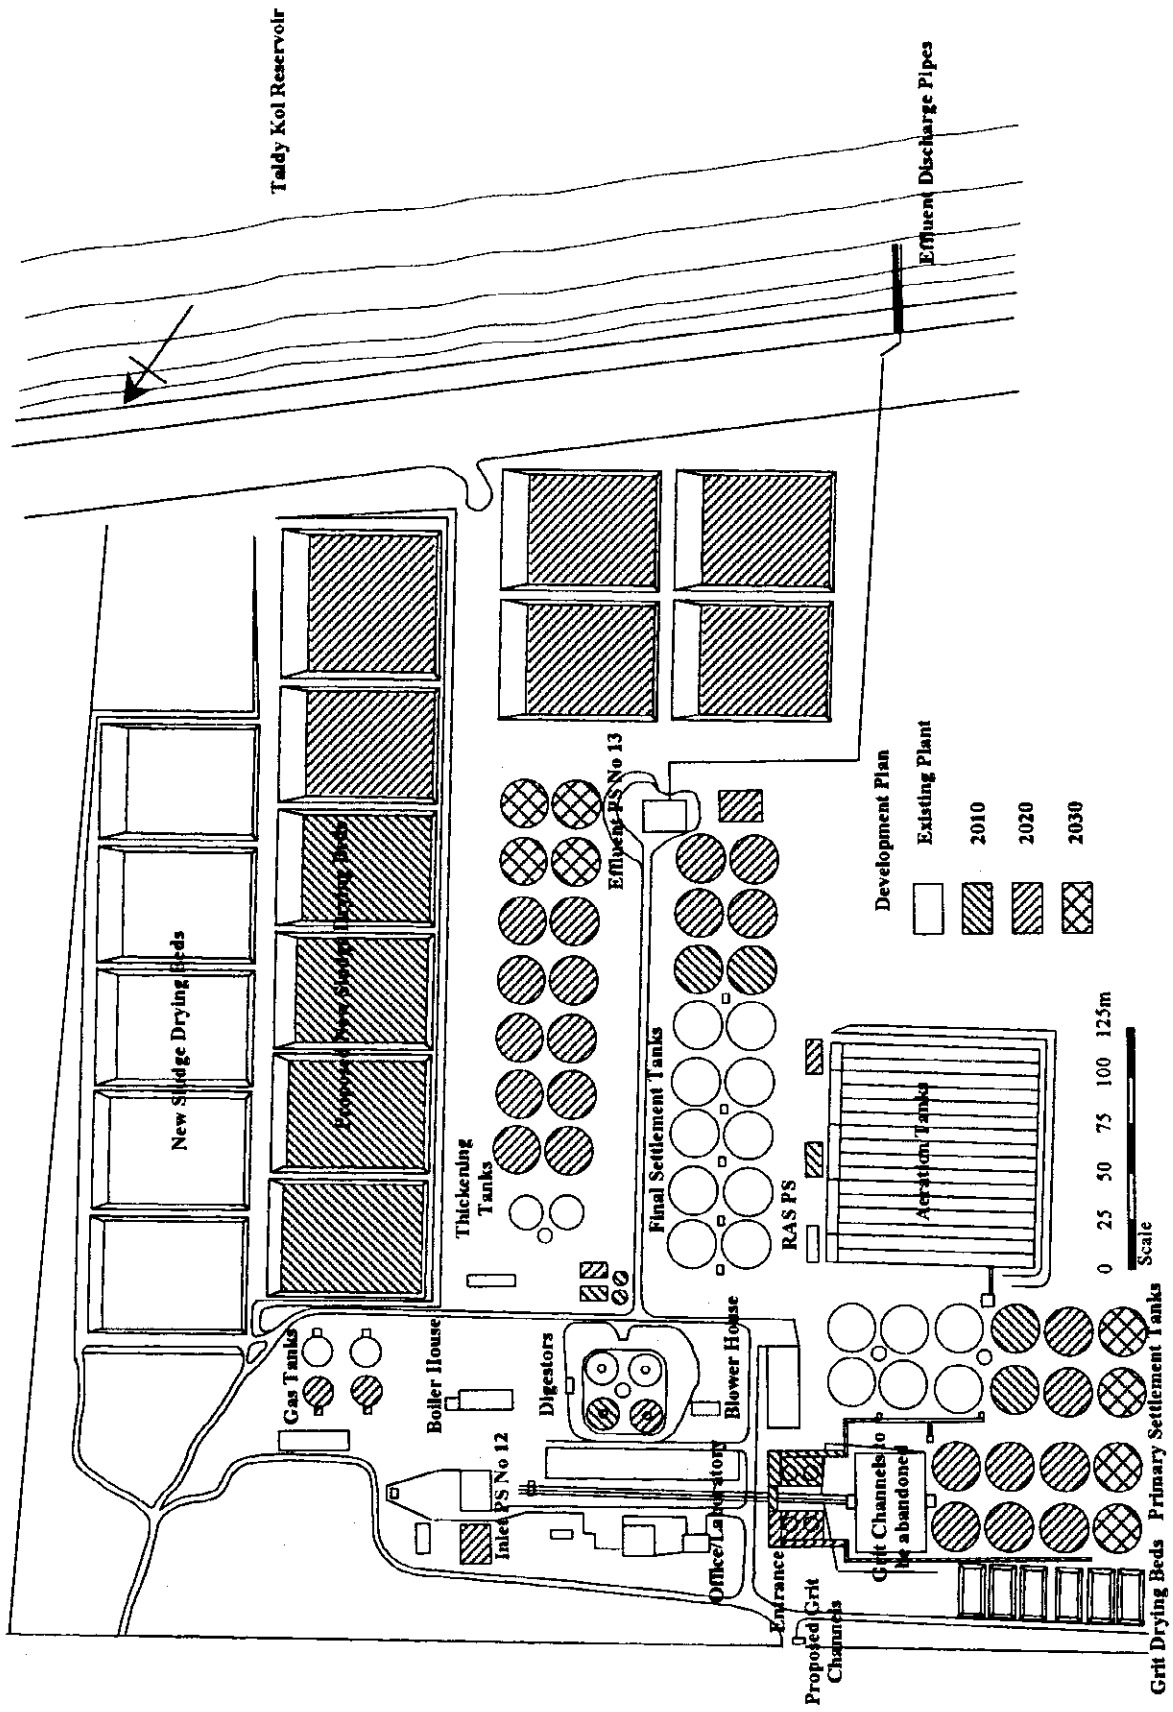 Taldy Kol Reservoir
Effluent Discharge Pipes
New Sludge Drying Beds
Proposed New Sludge Drying Beds
Effluent PS No 13
Thickening
Tanks
Final Settlement Tanks
RAS PS
Aeration Tanks
Gas Tanks
Boiler House
Digestors
Blower House
Inlet PS No 12
Office/Laboratory
Entrance
Proposed Grit
Channels
Grit Channels to
be abandoned
Grit Drying Beds
Primary Settlement Tanks
Development Plan
Existing Plant
2010
2020
2030
0 25 50 75 100 125m
Scale